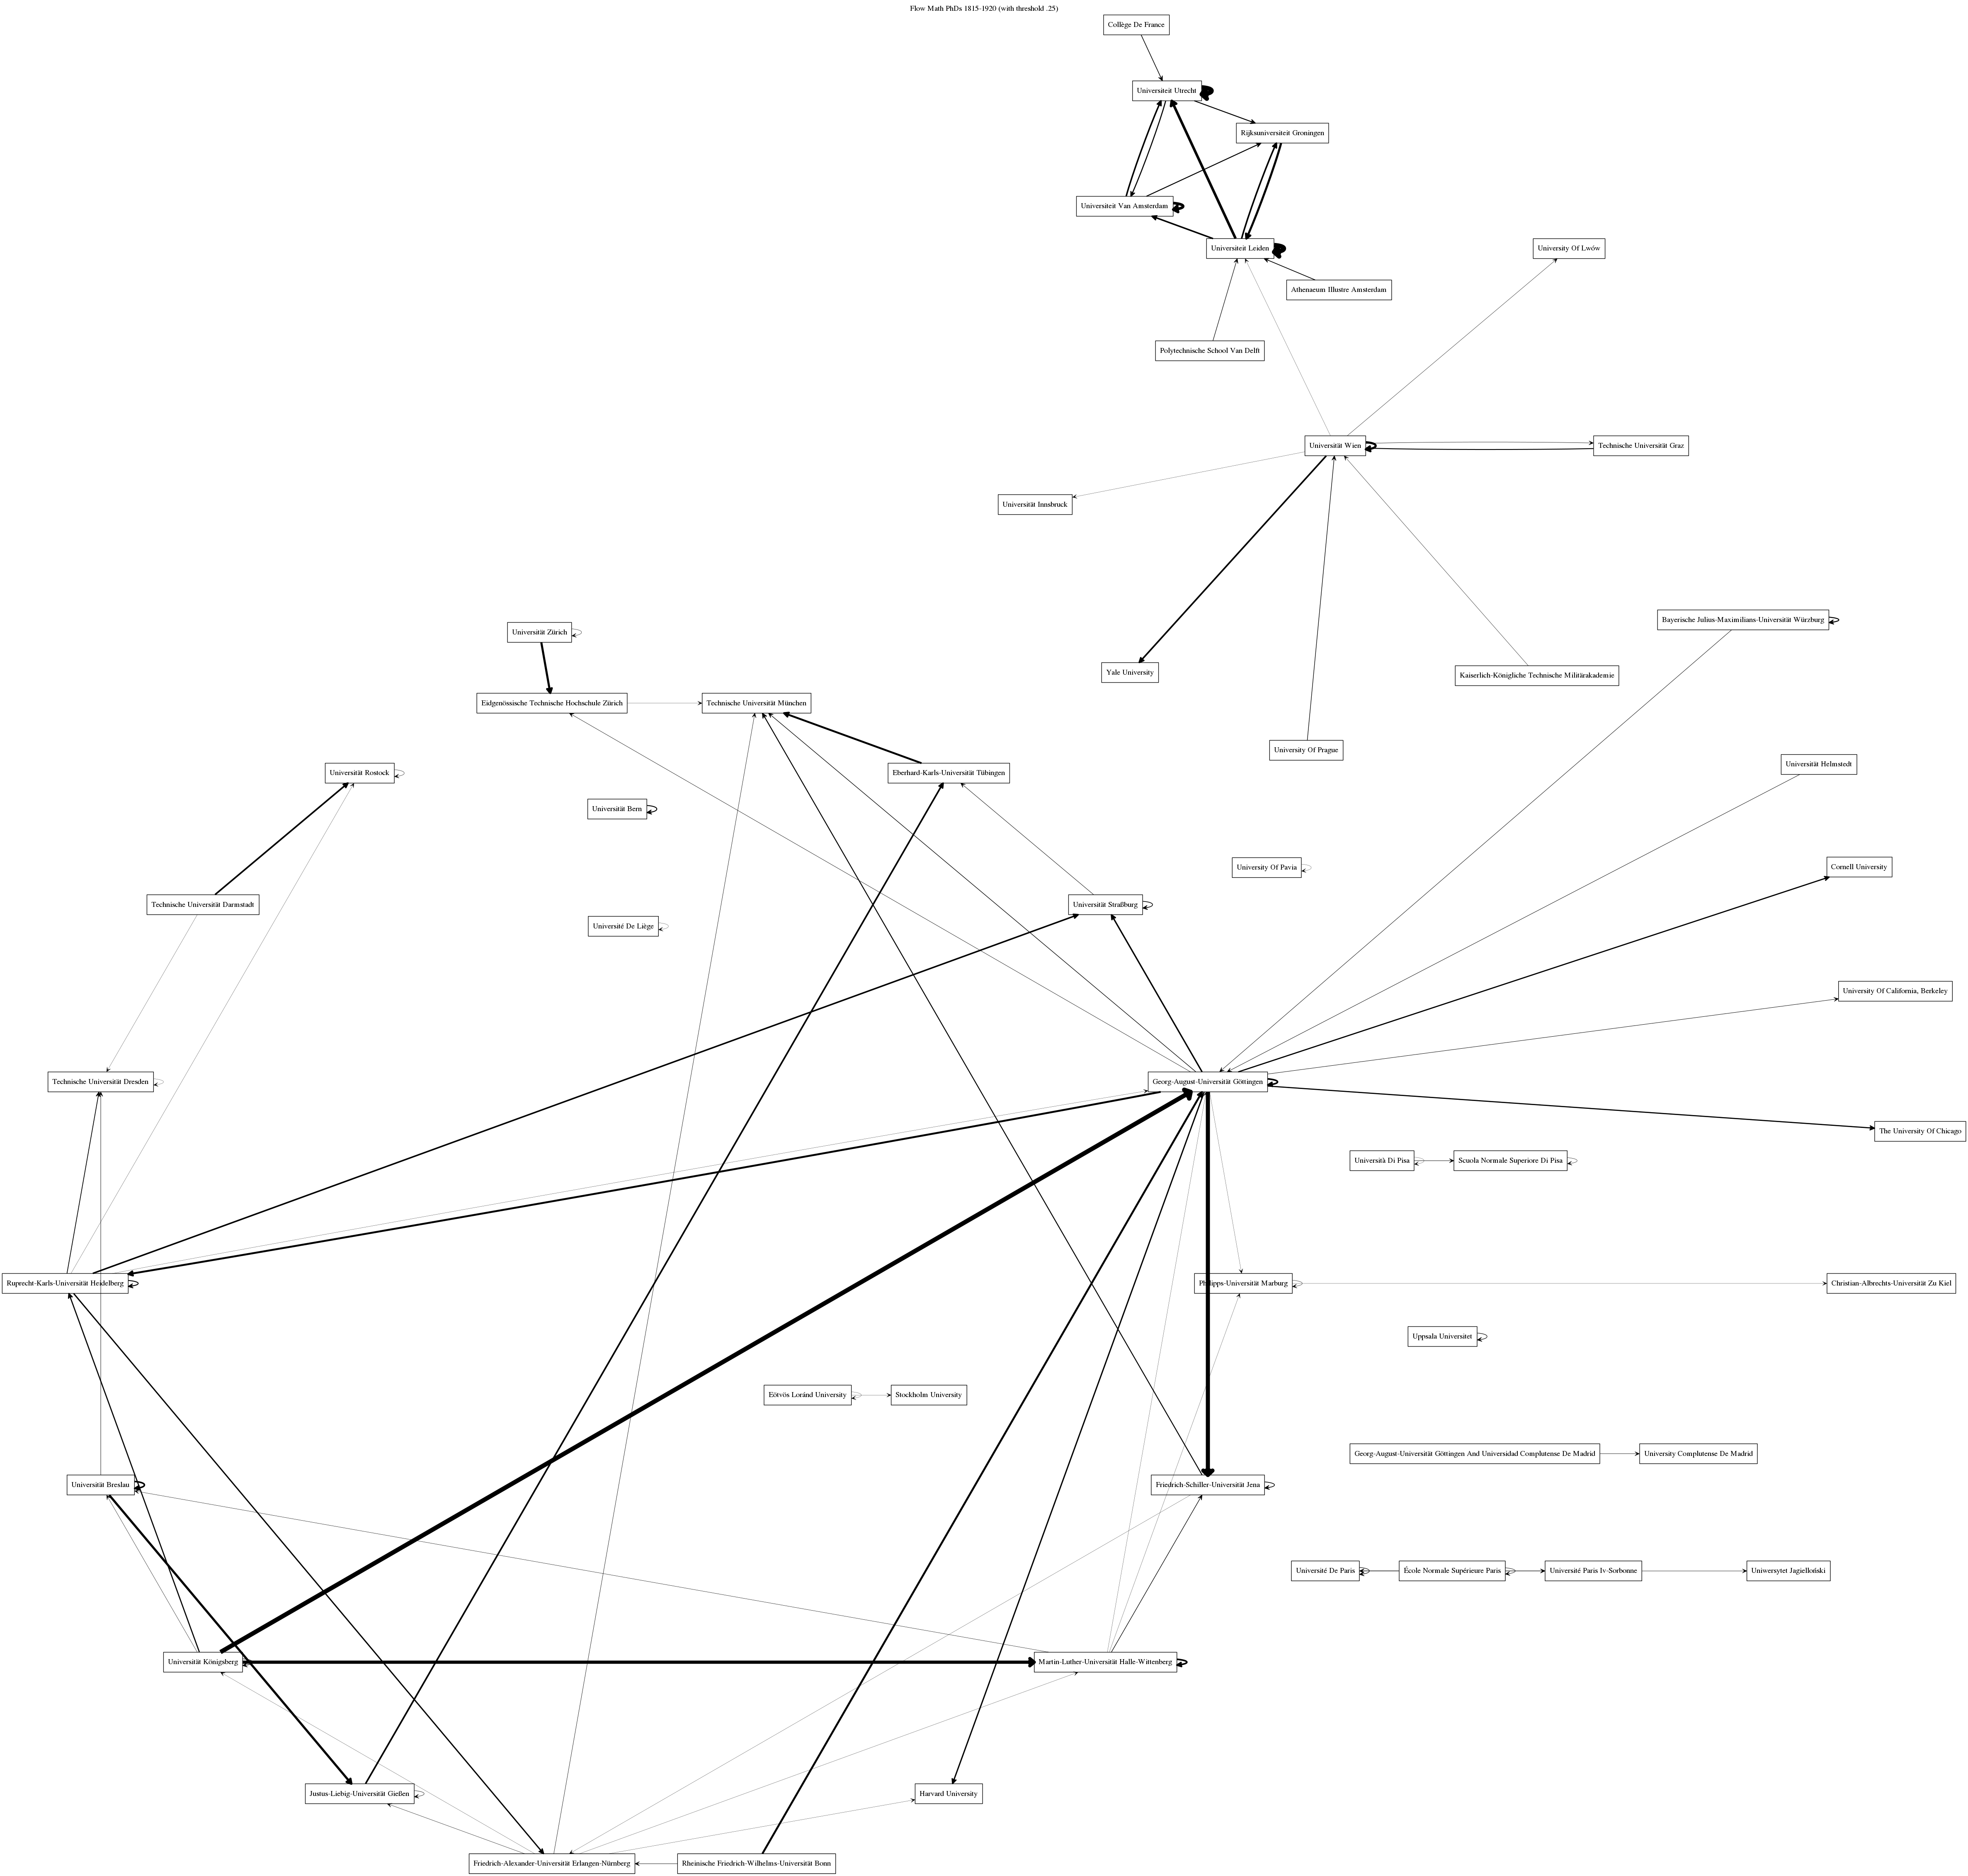 Flow Math PhDs 1815-1920 (with threshold .25)
Collège De France
Universiteit Utrecht
Rijksuniversiteit Groningen
Universiteit Van Amsterdam
Universiteit Leiden
University Of Lwów
Athenaeum Illustre Amsterdam
Polytechnische School Van Delft
Universität Wien
Technische Universität Graz
Universität Innsbruck
Bayerische Julius-Maximilians-Universität Würzburg
Universität Zürich
Yale University
Kaiserlich-Königliche Technische Militärakademie
Eidgenössische Technische Hochschule Zürich
Technische Universität München
University Of Prague
Universität Helmstedt
Universität Rostock
Eberhard-Karls-Universität Tübingen
Universität Bern
University Of Pavia
Cornell University
Technische Universität Darmstadt
Universität Straßburg
Université De Liège
University Of California, Berkeley
Technische Universität Dresden
Georg-August-Universität Göttingen
The University Of Chicago
Università Di Pisa
Scuola Normale Superiore Di Pisa
Ruprecht-Karls-Universität Heidelberg
Philipps-Universität Marburg
Christian-Albrechts-Universität Zu Kiel
Uppsala Universitet
Eötvös Loránd University
Stockholm University
Georg-August-Universität Göttingen And Universidad Complutense De Madrid
University Complutense De Madrid
Universität Breslau
Friedrich-Schiller-Universität Jena
Université De Paris
École Normale Supérieure Paris
Université Paris Iv-Sorbonne
Uniwersytet Jagielloński
Universität Königsberg
Martin-Luther-Universität Halle-Wittenberg
Justus-Liebig-Universität Gießen
Harvard University
Friedrich-Alexander-Universität Erlangen-Nürnberg
Rheinische Friedrich-Wilhelms-Universität Bonn